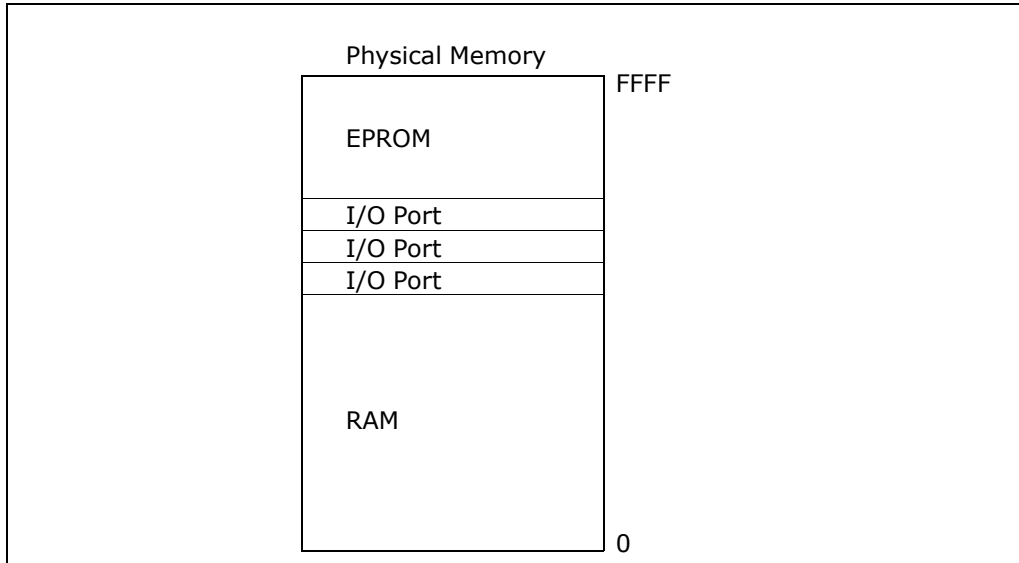 Physical Memory
FFFF
EPROM
I/O Port
I/O Port
I/O Port
RAM
0